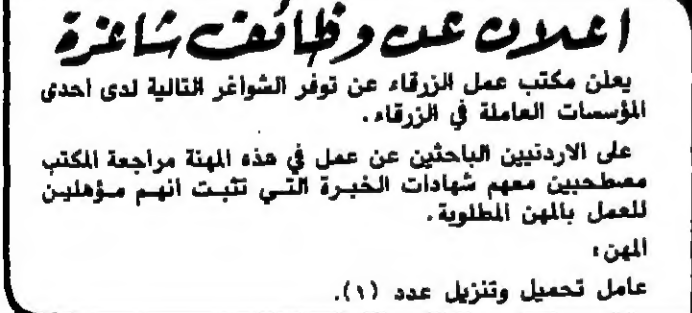 اعلان عن وظائف شاغرة
يعلن مكتب عمل الزرقاء عن توفر الشواغر التالية لدى احدى
المؤسسات العاملة في الزرقاء.
على الاردنيين الباحثين عن عمل في هذه المهنة مراجعة المكتب
مصطحبين معهم شهادات الخبرة التي تثبت انهم مؤهلين
للعمل بالمهن المطلوبة.
المهن:
عامل تحميل وتنزيل عدد (١).